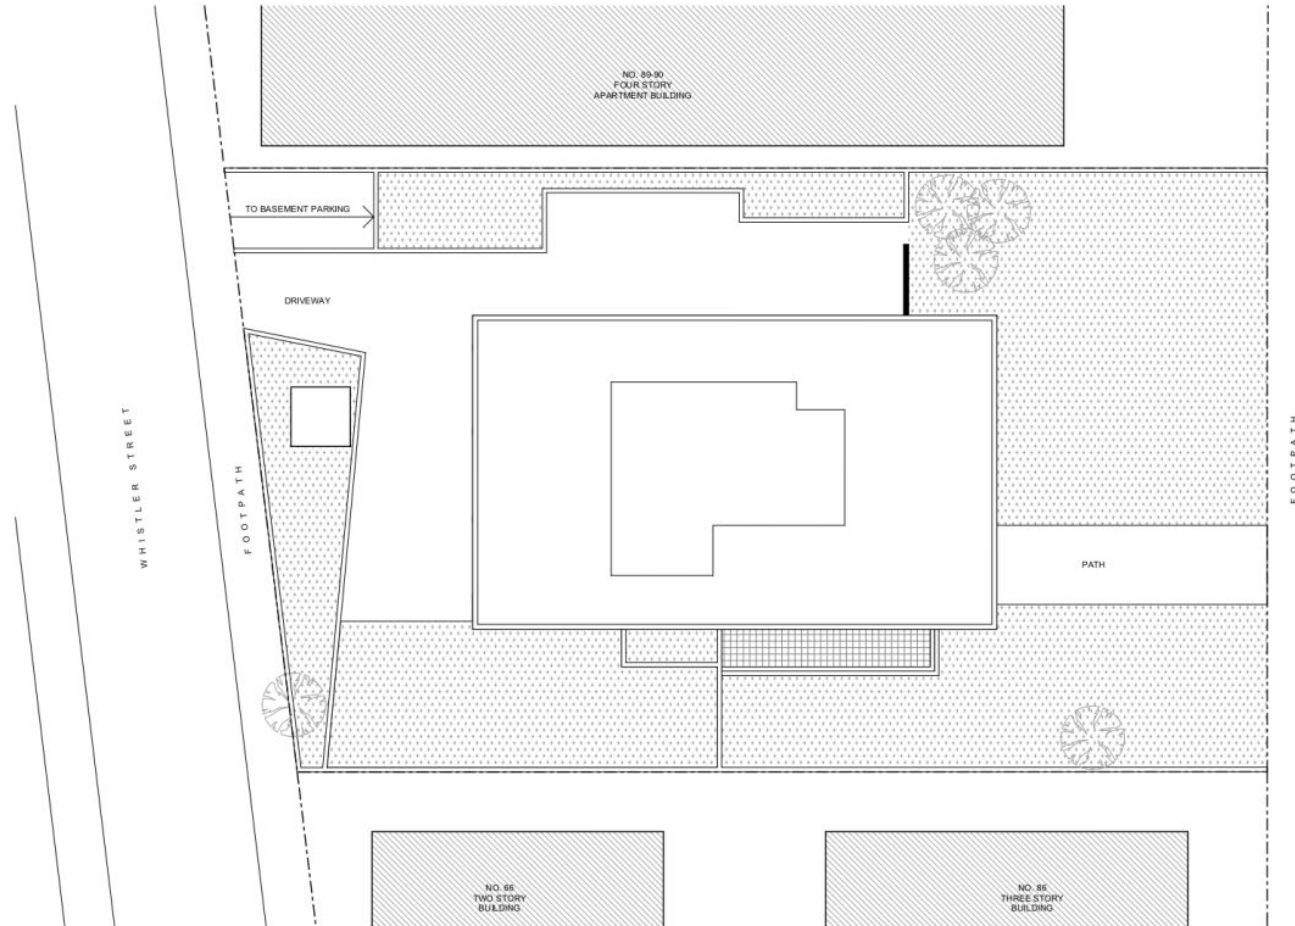 NO. 89-90
FOUR STORY
APARTMENT BUILDING
TO BASEMENT PARKING
DRIVEWAY
WHISTLER STREET
FOOTPATH
FOOTPATH
PATH
NO. 66
TWO STORY
BUILDING
NO. 86
THREE STORY
BUILDING